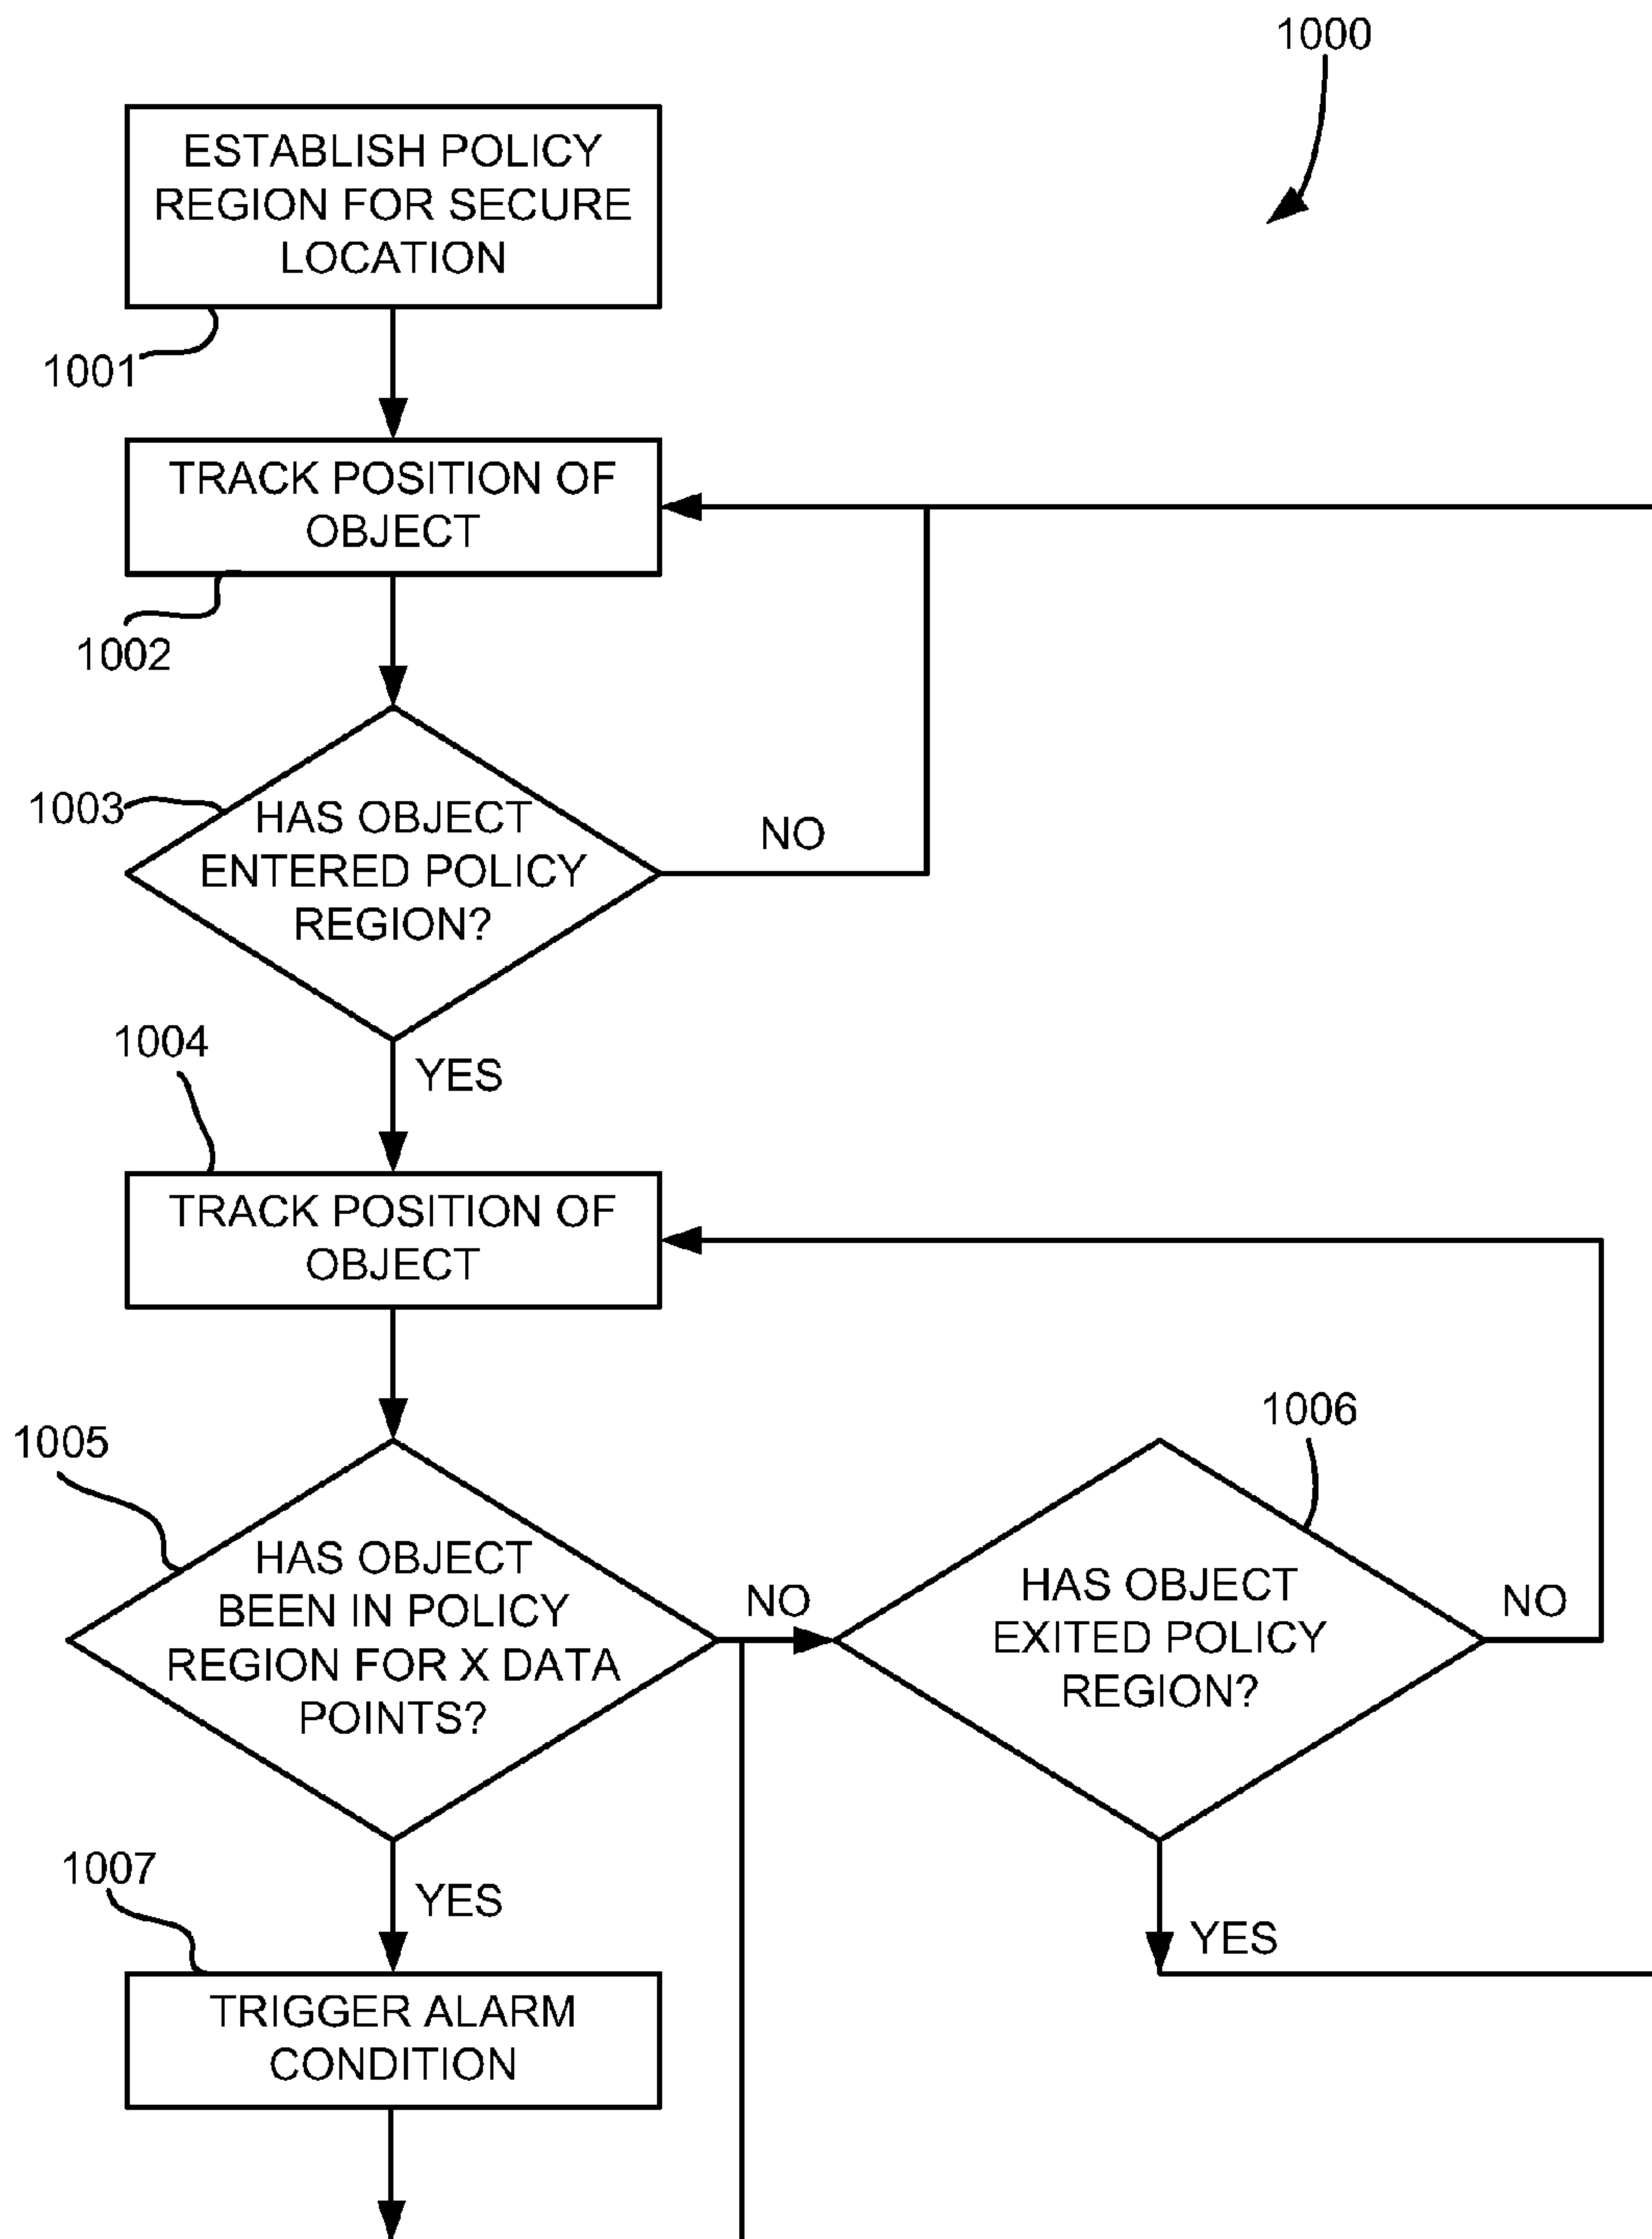 1000
ESTABLISH POLICY
REGION FOR SECURE
LOCATION
1001
TRACK POSITION OF
OBJECT
1002
1003
HAS OBJECT
ENTERED POLICY
REGION?
NO
YES
1004
TRACK POSITION OF
OBJECT
1005
HAS OBJECT
BEEN IN POLICY
REGION FOR X DATA
POINTS?
NO
1006
HAS OBJECT
EXITED POLICY
REGION?
NO
YES
YES
1007
TRIGGER ALARM
CONDITION